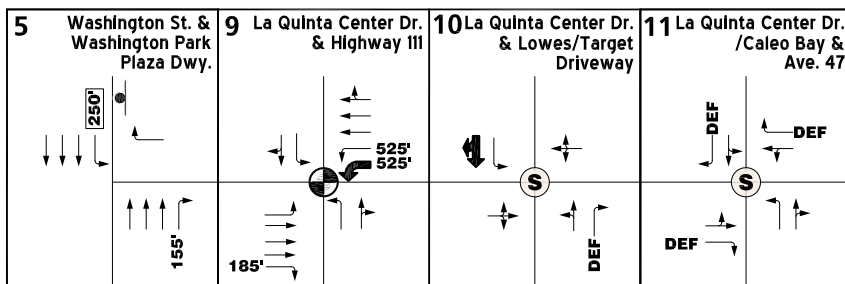 5 Washington St. &
Washington Park
Plaza Dwy.
250'
155'
9 La Quinta Center Dr.
& Highway 111
525'
525'
185'
10 La Quinta Center Dr.
& Lowes/Target
Driveway
S
DEF
11 La Quinta Center Dr.
/Caleo Bay &
Ave. 47
DEF
DEF
S
DEF